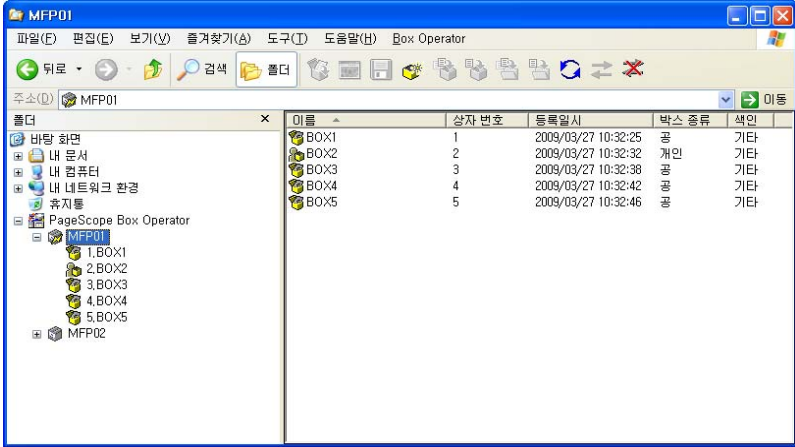 MFP01
파일(F) 편집(E) 보기(V) 즐겨찾기(A) 도구(T) 도움말(H) Box Operator
뒤로 검색 폴더
주소(D) MFP01 이동
폴더 ×
바탕 화면
내 문서
내 컴퓨터
내 네트워크 환경
휴지통
PageScope Box Operator
MFP01
1,BOX1
2,BOX2
3,BOX3
4,BOX4
5,BOX5
MFP02
이름 상자 번호 등록일시 박스 종류 색인
BOX1 1 2009/03/27 10:32:25 공 기타
BOX2 2 2009/03/27 10:32:32 개인 기타
BOX3 3 2009/03/27 10:32:38 공 기타
BOX4 4 2009/03/27 10:32:42 공 기타
BOX5 5 2009/03/27 10:32:46 공 기타